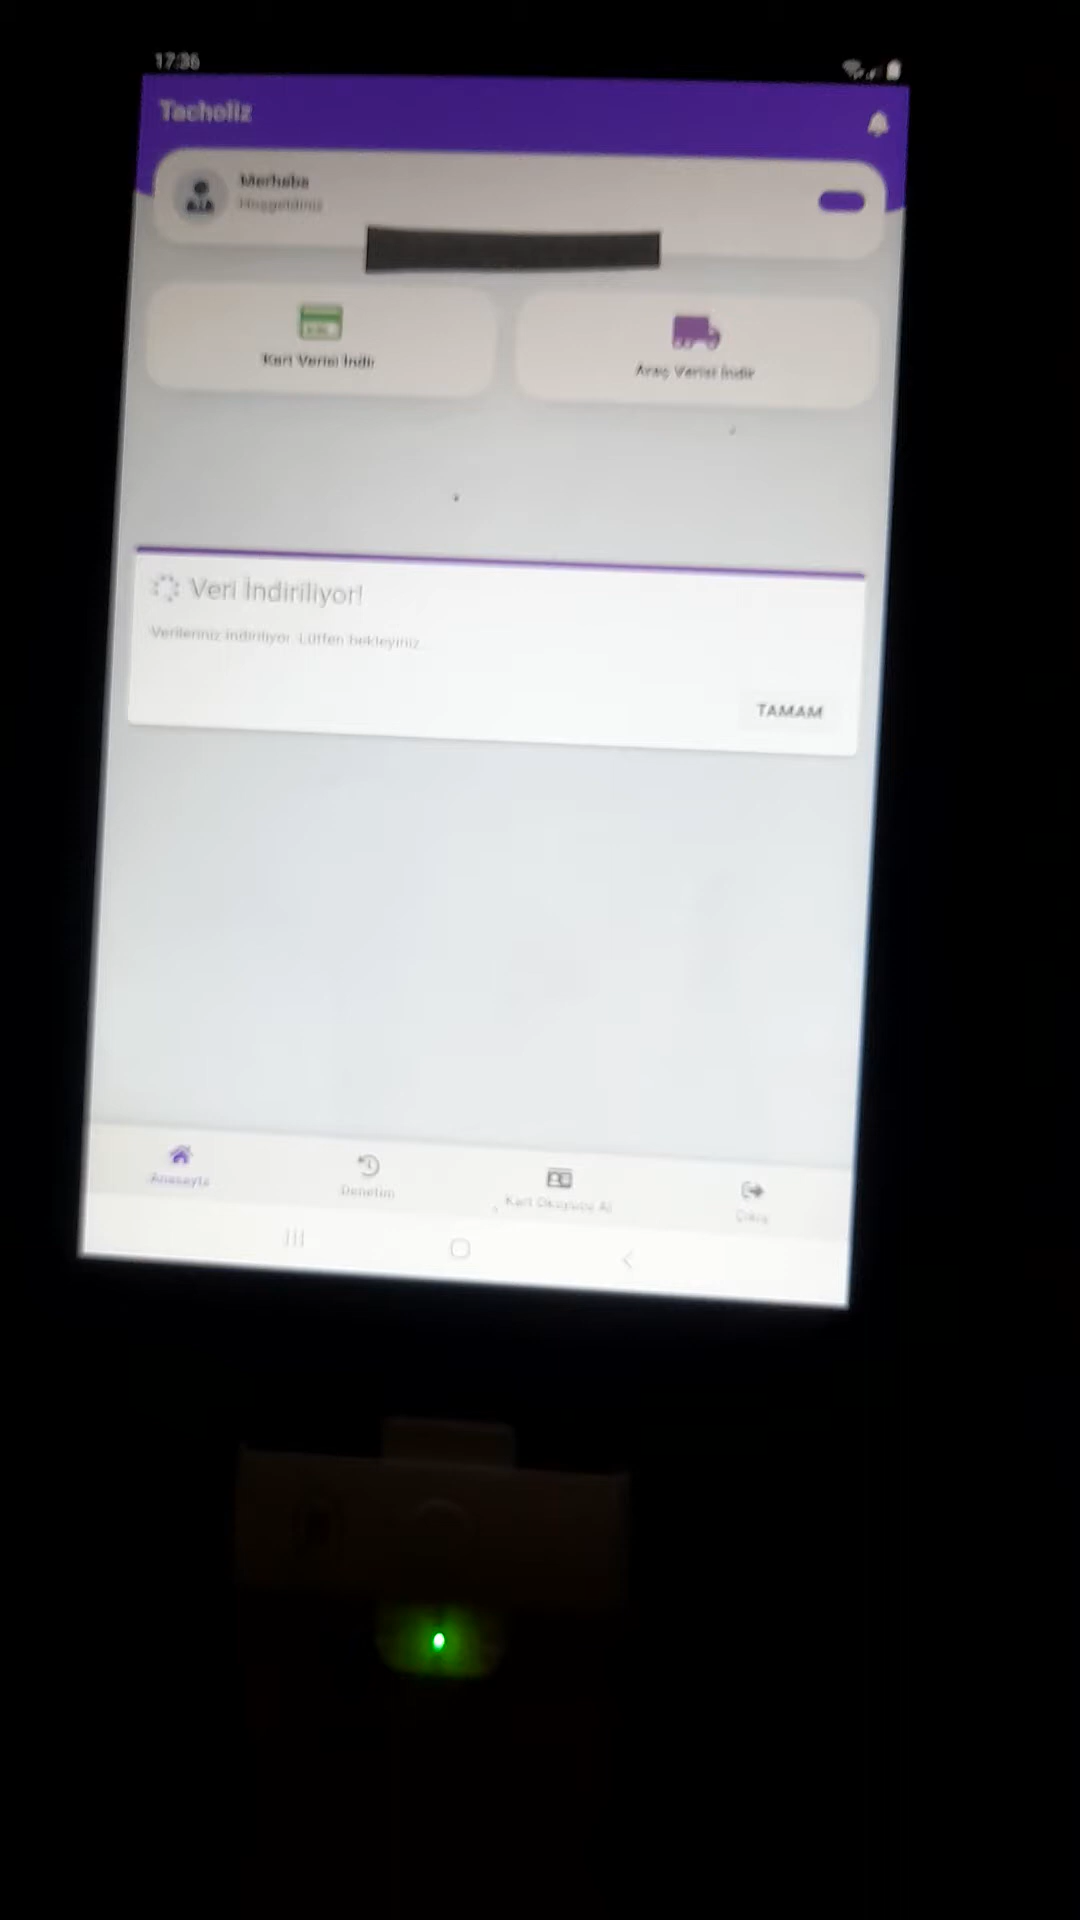 17:36
Tacholiz
Merhaba
Hoşgeldiniz
Kart Verisi İndir
Araç Verisi İndir
Veri İndiriliyor!
Verileriniz indiriliyor. Lütfen bekleyiniz.
TAMAM
Anasayfa
Denetim
Kart Okuyucu Al
Çıkış